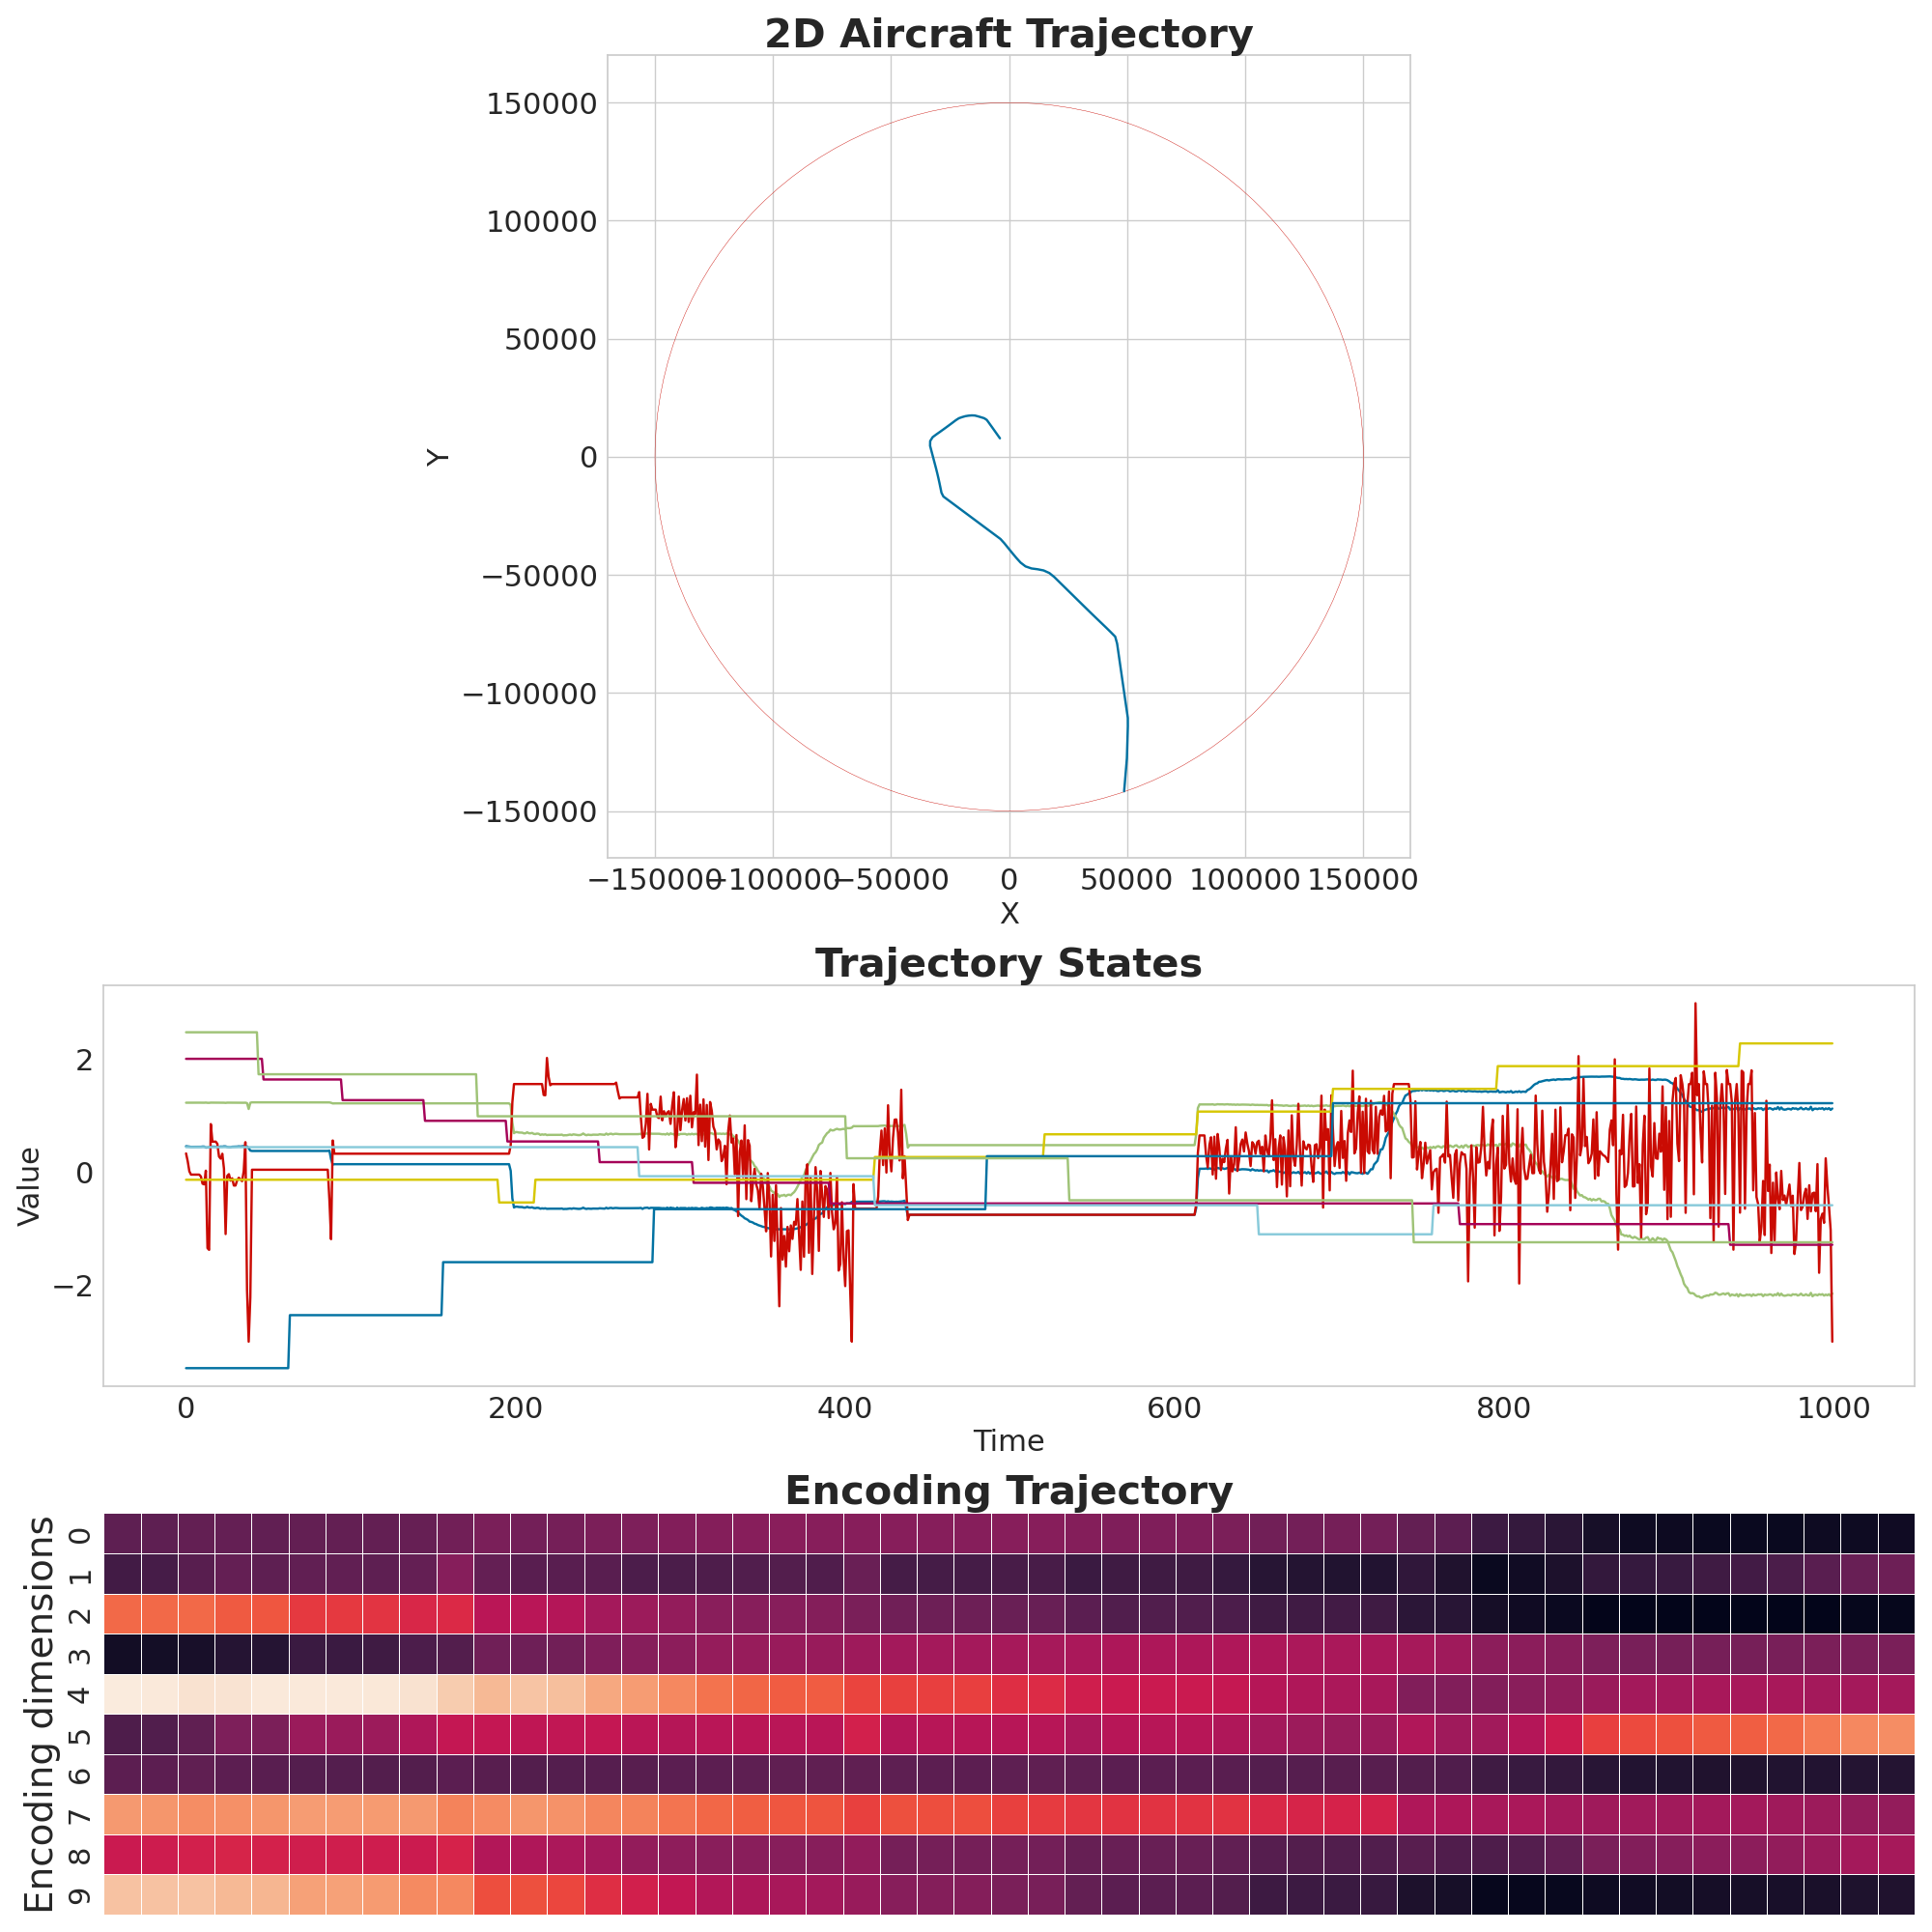 2D Aircraft Trajectory
150000
100000
50000
0
−50000
−100000
−150000
Y
−150000 −100000 −50000 0 50000 100000 150000
X
Trajectory States
2
0
−2
Value
0 200 400 600 800 1000
Time
Encoding Trajectory
Encoding dimensions
0
1
2
3
4
5
6
7
8
9